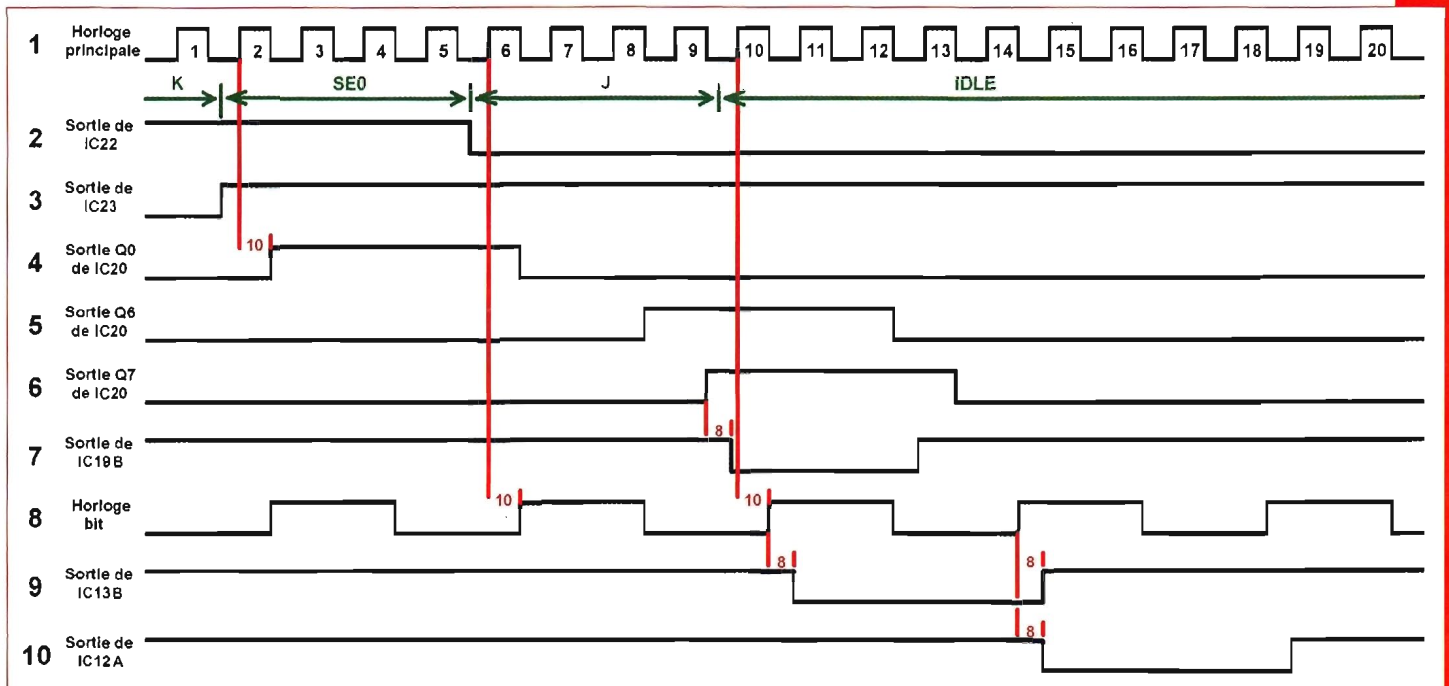 1
Horloge
principale
1 2 3 4 5 6 7 8 9 10 11 12 13 14 15 16 17 18 19 20
K SE0 J IDLE
2
Sortie de
IC22
3
Sortie de
IC23
4
Sortie Q0
de IC20
10
5
Sortie Q6
de IC20
6
Sortie Q7
de IC20
7
Sortie de
IC19B
8
8
Horloge
bit
10 10
9
Sortie de
IC13B
8 8
10
Sortie de
IC12A
8